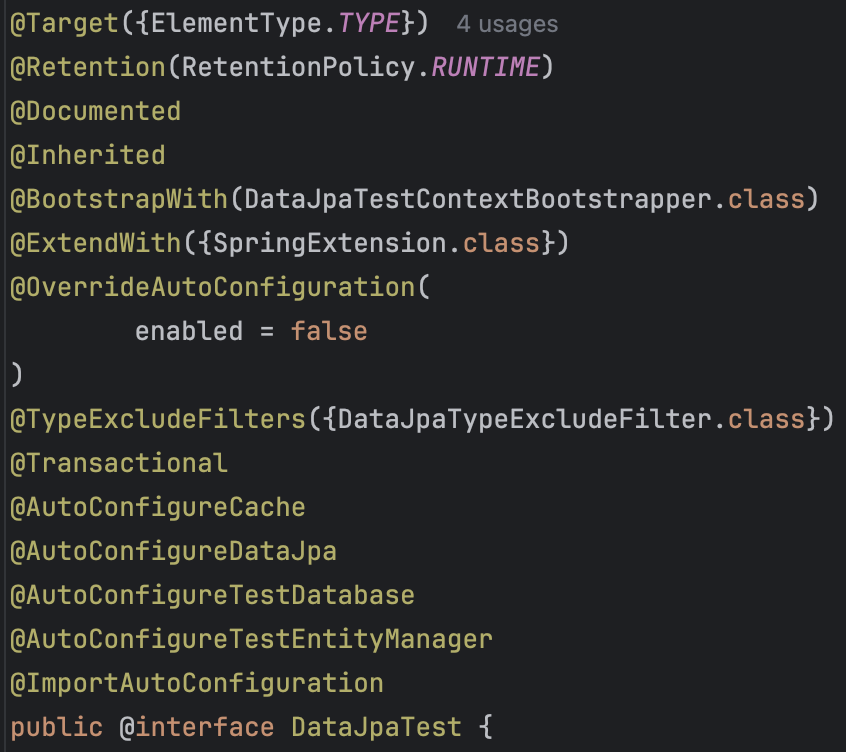 @Target({ElementType.TYPE}) 4 usages
@Retention(RetentionPolicy.RUNTIME)
@Documented
@Inherited
@BootstrapWith(DataJpaTestContextBootstrapper.class)
@ExtendWith({SpringExtension.class})
@OverrideAutoConfiguration(
        enabled = false
)
@TypeExcludeFilters({DataJpaTypeExcludeFilter.class})
@Transactional
@AutoConfigureCache
@AutoConfigureDataJpa
@AutoConfigureTestDatabase
@AutoConfigureTestEntityManager
@ImportAutoConfiguration
public @interface DataJpaTest {